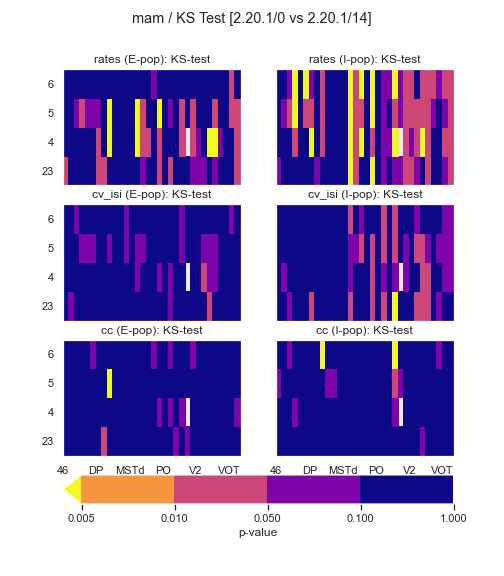 mam / KS Test [2.20.1/0 vs 2.20.1/14]
rates (E-pop): KS-test
rates (I-pop): KS-test
6
5
4
23
cv_isi (E-pop): KS-test
cv_isi (I-pop): KS-test
6
5
4
23
cc (E-pop): KS-test
cc (I-pop): KS-test
6
5
4
23
46 DP MSTd PO V2 VOT
46 DP MSTd PO V2 VOT
0.005 0.010 0.050 0.100 1.000
p-value